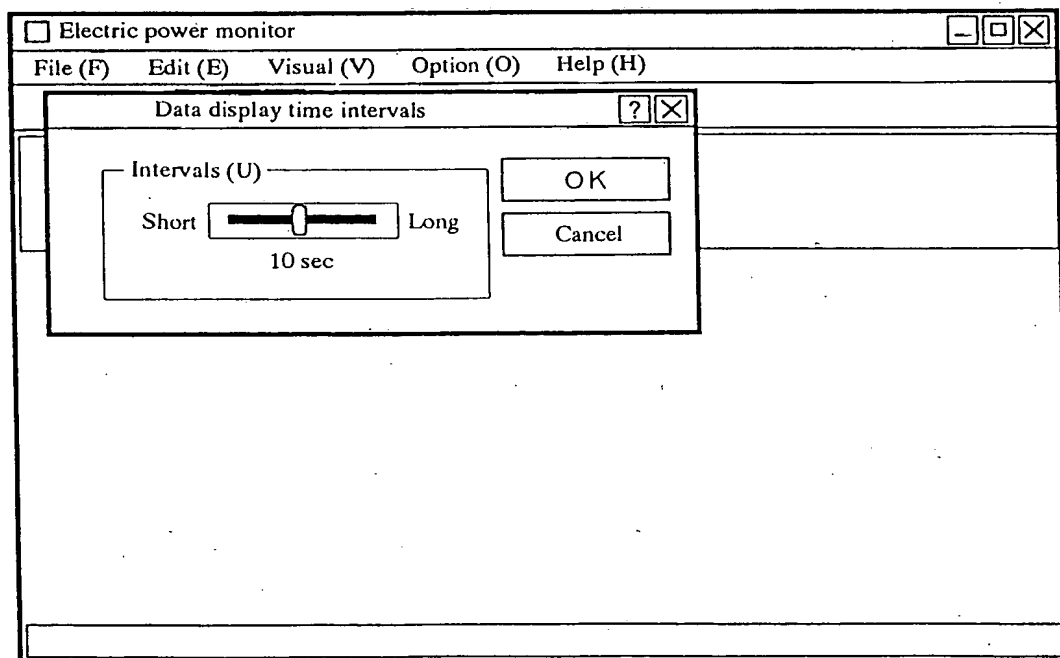 Electric power monitor
File (F) Edit (E) Visual (V) Option (O) Help (H)
Data display time intervals ?
Intervals (U)
OK
Short Long
Cancel
10 sec